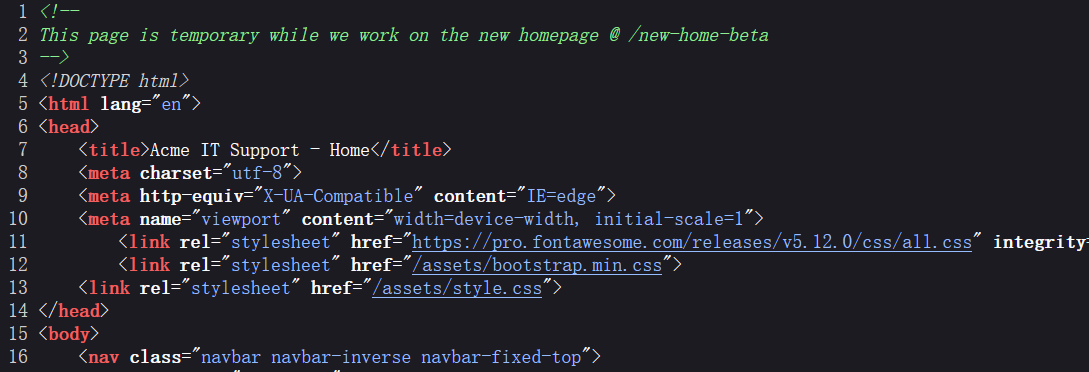 1 <!--
2 This page is temporary while we work on the new homepage @ /new-home-beta
3 -->
4 <!DOCTYPE html>
5 <html lang="en">
6 <head>
7     <title>Acme IT Support - Home</title>
8     <meta charset="utf-8">
9     <meta http-equiv="X-UA-Compatible" content="IE=edge">
10     <meta name="viewport" content="width=device-width, initial-scale=1">
11         <link rel="stylesheet" href="https://pro.fontawesome.com/releases/v5.12.0/css/all.css" integrity=
12         <link rel="stylesheet" href="/assets/bootstrap.min.css">
13     <link rel="stylesheet" href="/assets/style.css">
14 </head>
15 <body>
16     <nav class="navbar navbar-inverse navbar-fixed-top">